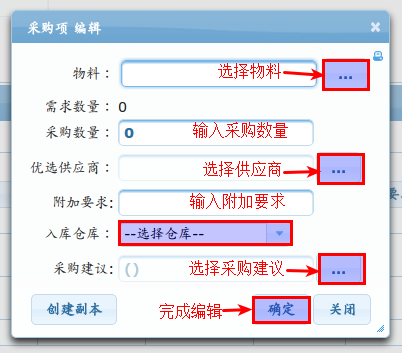 采购项 编辑
物料： 选择物料 ...
需求数量：0
采购数量：0 输入采购数量
优选供应商： 选择供应商 ...
附加要求: 输入附加要求
入库仓库： --选择仓库--
采购建议: () 选择采购建议 ...
完成编辑
创建副本 确定 关闭